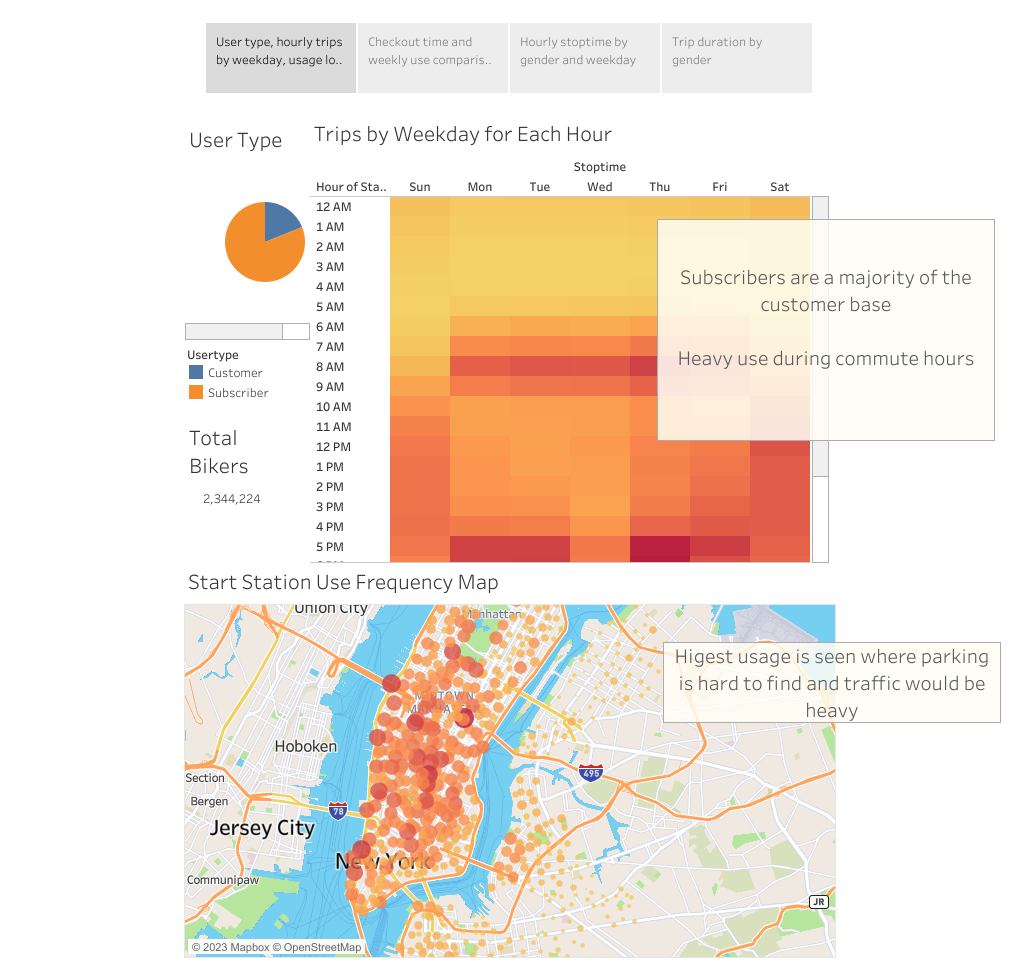 User type, hourly trips
by weekday, usage lo..
Checkout time and
weekly use comparis..
Hourly stoptime by
gender and weekday
Trip duration by
gender
User Type
Trips by Weekday for Each Hour
Stoptime
Hour of Sta.. Sun Mon Tue Wed Thu Fri Sat
12 AM
1 AM
2 AM
3 AM
4 AM
5 AM
6 AM
7 AM
8 AM
9 AM
10 AM
11 AM
12 PM
1 PM
2 PM
3 PM
4 PM
5 PM
Subscribers are a majority of the
customer base
Heavy use during commute hours
Usertype
Customer
Subscriber
Total
Bikers
2,344,224
Start Station Use Frequency Map
Union City
Manhattan
Higest usage is seen where parking
is hard to find and traffic would be
heavy
MIDTOWN
Hoboken
Section
495
Bergen
78
Jersey City
New York
Communipaw
JR
© 2023 Mapbox © OpenStreetMap